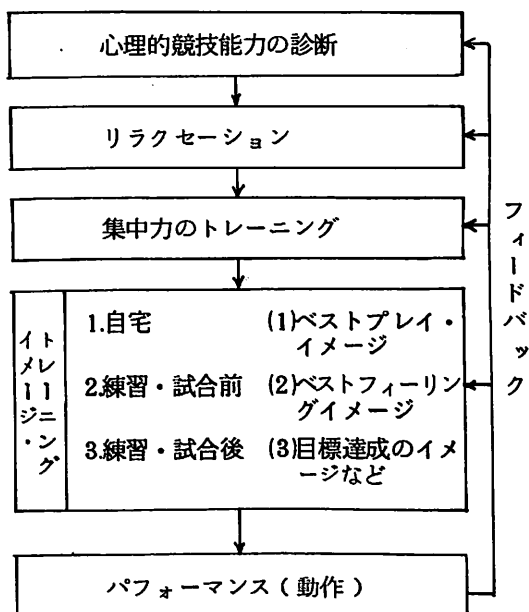 心理的競技能力の診断
リラクセーション
集中力のトレーニング
イメージ・
トレーニング
1.自宅
2.練習・試合前
3.練習・試合後
(1)ベストプレイ・
イメージ
(2)ベストフィーリン
グイメージ
(3)目標達成のイメ
ージなど
パフォーマンス(動作)
フィードバック